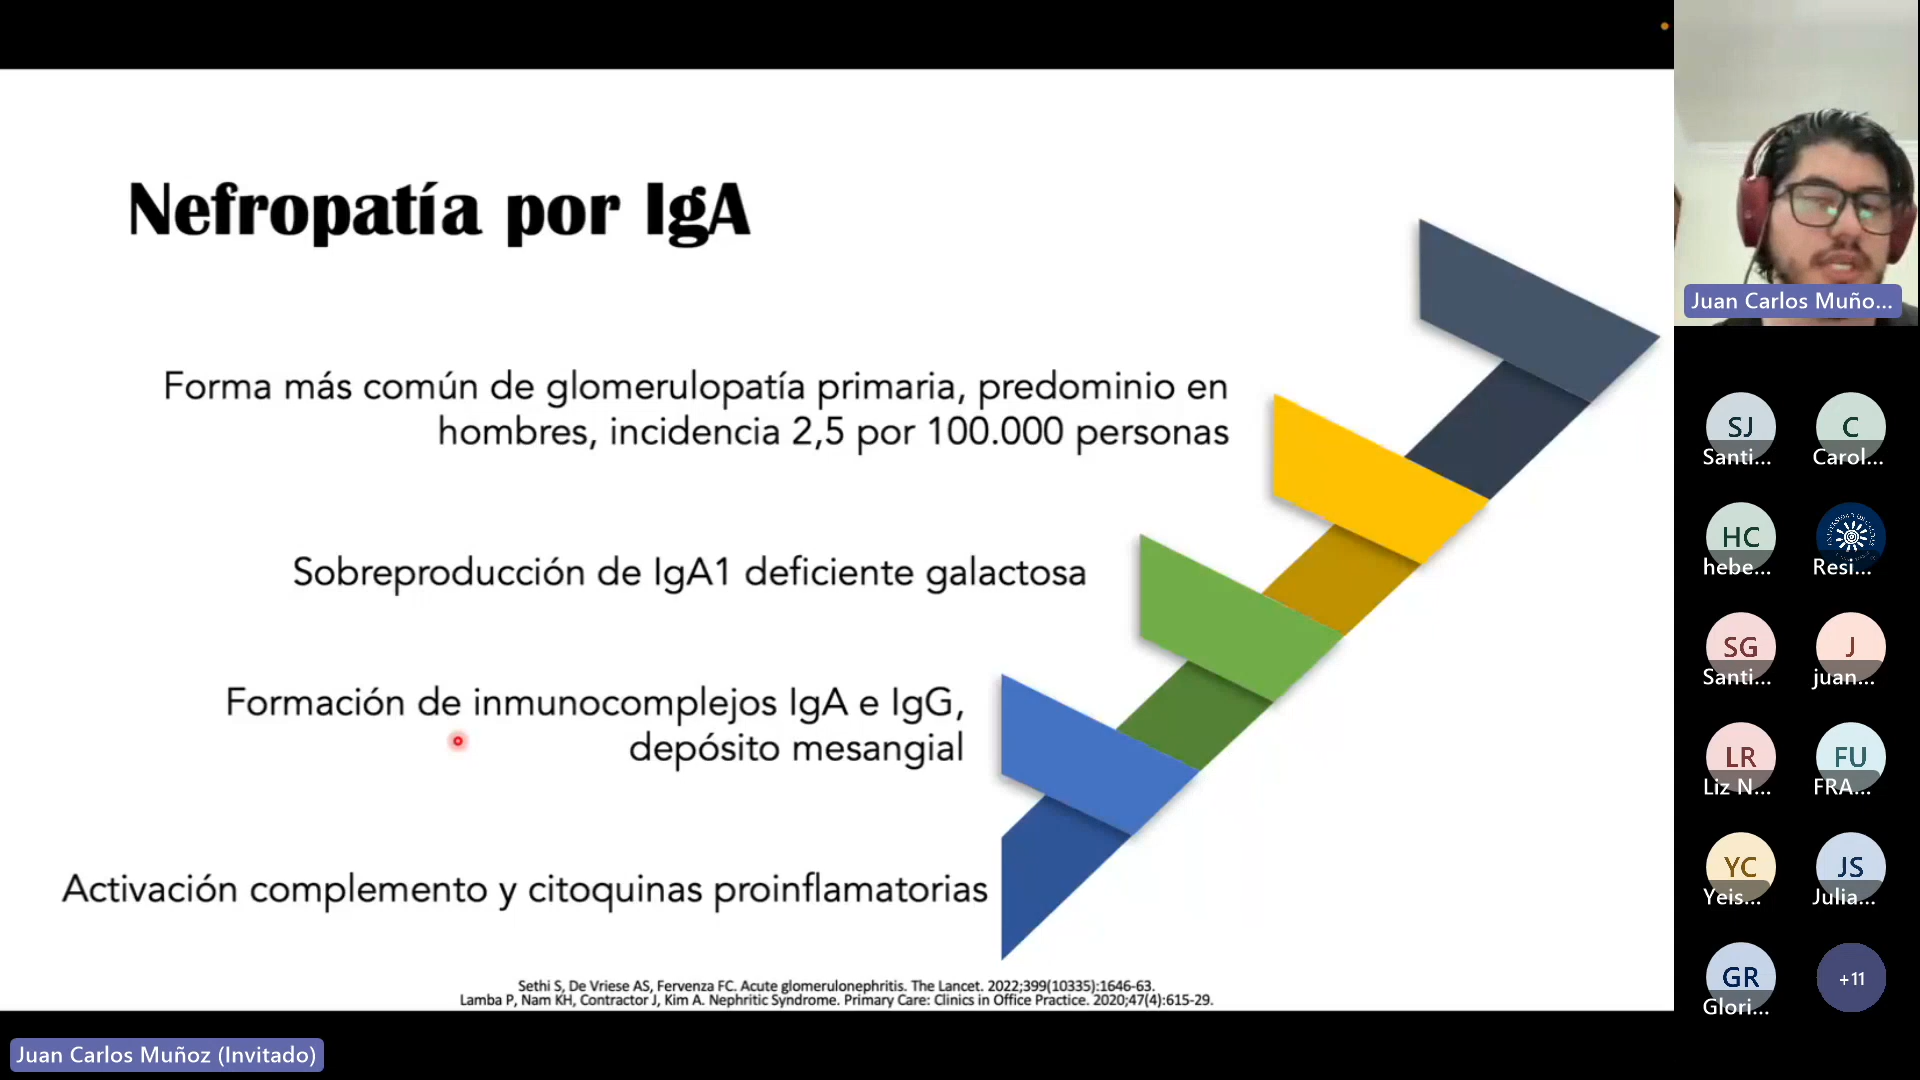 Nefropatía por IgA
Forma más común de glomerulopatía primaria, predominio en
hombres, incidencia 2,5 por 100.000 personas
Sobreproducción de IgA1 deficiente galactosa
Formación de inmunocomplejos IgA e IgG,
depósito mesangial
Activación complemento y citoquinas proinflamatorias
Sethi S, De Vriese AS, Fervenza FC. Acute glomerulonephritis. The Lancet. 2022;399(10335):1646-63.
Lamba P, Nam KH, Contractor J, Kim A. Nephritic Syndrome. Primary Care: Clinics in Office Practice. 2020;47(4):615-29.
Juan Carlos Muñoz (Invitado)
Juan Carlos Muño...
SJ
Santi...
C
Carol...
HC
hebe...
Resi...
SG
Santi...
J
juan...
LR
Liz N...
FU
FRA...
YC
Yeis...
JS
Julia...
GR
Glori...
+11